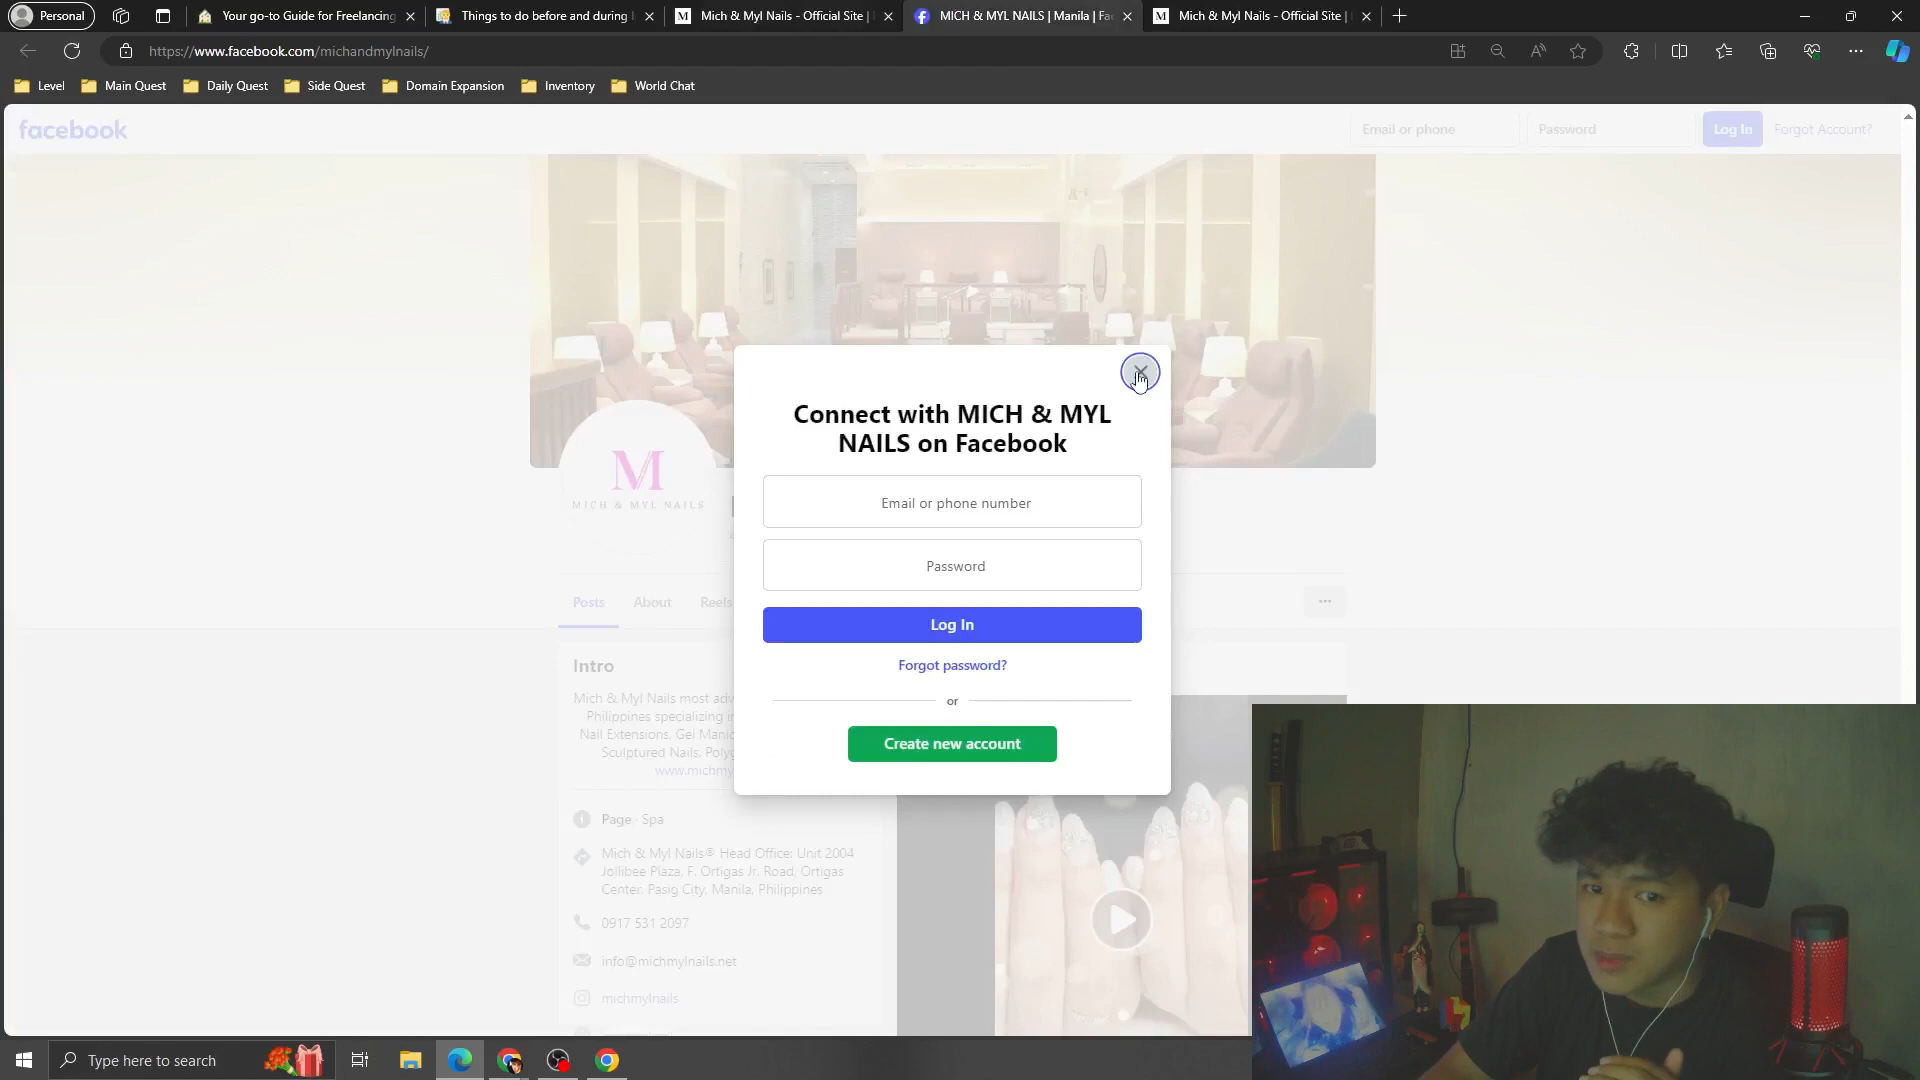 Personal
Your go-to Guide for Freelancing
Things to do before and during
Mich & Myl Nails - Official Site |
MICH & MYL NAILS | Manila | Fac
Mich & Myl Nails - Official Site |
https://www.facebook.com/michandmylnails/
Level
Main Quest
Daily Quest
Side Quest
Domain Expansion
Inventory
World Chat
facebook
Email or phone
Password
Log In
Forgot Account?
M
MICH & MYL NAILS
Connect with MICH & MYL
NAILS on Facebook
Email or phone number
Password
Log In
Forgot password?
or
Create new account
Posts
About
Reels
Intro
Mich & Myl Nails most adv
Philippines specializing in
Nail Extensions, Gel Manic
Sculptured Nails, Polyg
www.michmy
Page · Spa
Mich & Myl Nails® Head Office: Unit 2004
Jollibee Plaza, F. Ortigas Jr. Road, Ortigas
Center, Pasig City, Manila, Philippines
0917 531 2097
info@michmylnails.net
michmylnails
Type here to search